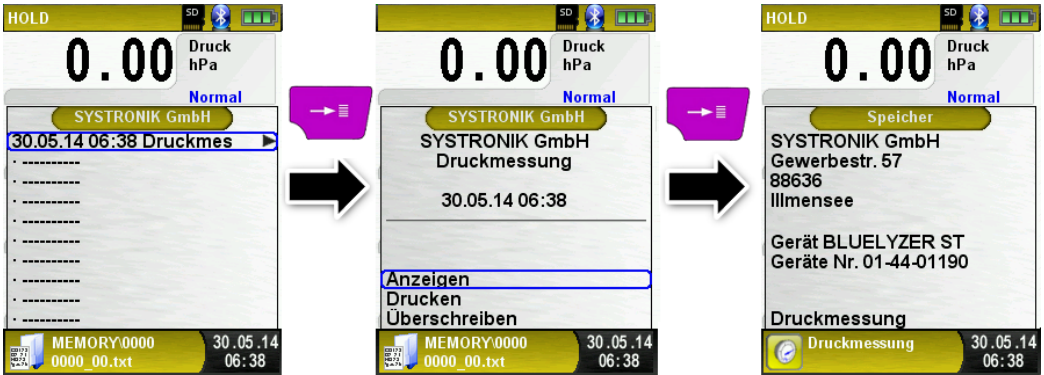 HOLD
SD
0.00
Druck
hPa
Normal
SYSTRONIK GmbH
30.05.14 06:38 Druckmes
· ----------
· ----------
· ----------
· ----------
· ----------
· ----------
· ----------
· ----------
· ----------
MEMORY\0000
0000_00.txt
30.05.14
06:38
SD
0.00
Druck
hPa
Normal
SYSTRONIK GmbH
SYSTRONIK GmbH
Druckmessung
30.05.14 06:38
Anzeigen
Drucken
Überschreiben
MEMORY\0000
0000_00.txt
30.05.14
06:38
HOLD
SD
0.00
Druck
hPa
Normal
Speicher
SYSTRONIK GmbH
Gewerbestr. 57
88636
Illmensee
Gerät BLUELYZER ST
Geräte Nr. 01-44-01190
Druckmessung
Druckmessung
30.05.14
06:38